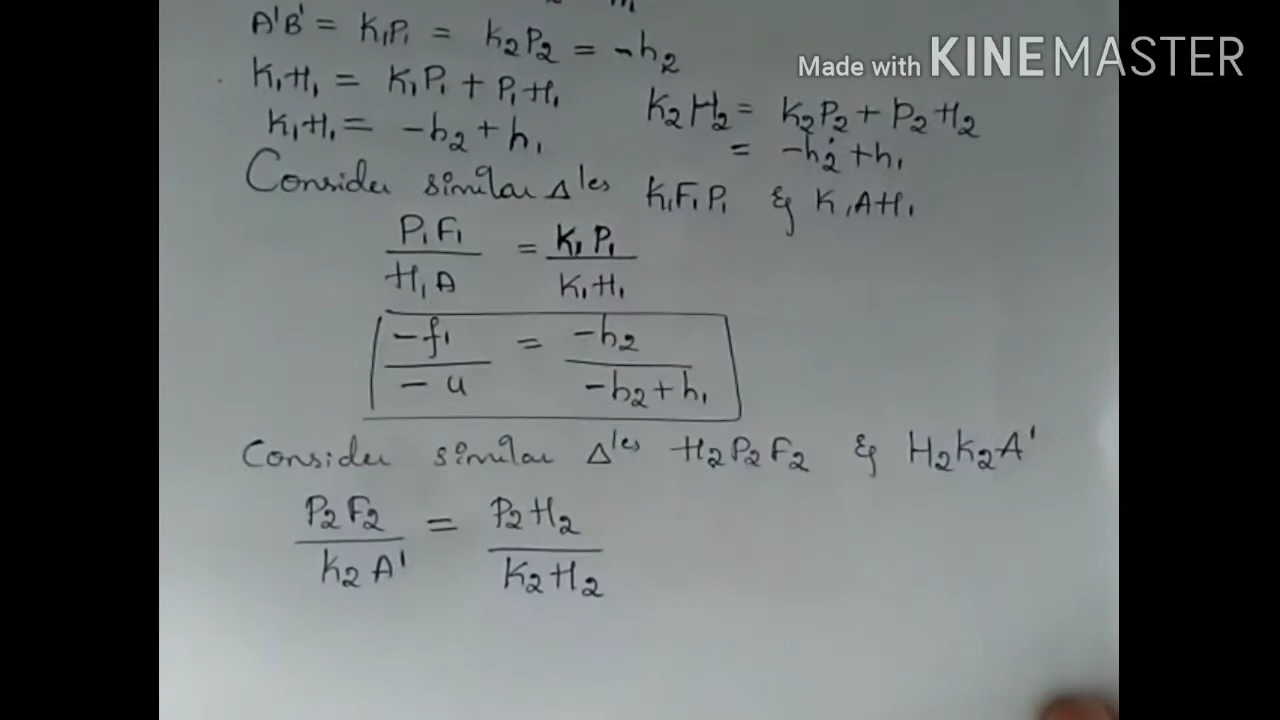 Made with KINEMASTER
A'B' = K₁P₁ = K₂P₂ = -h₂
K₁H₁ = K₁P₁ + P₁H₁
K₂H₂ = K₂P₂ + P₂H₂
K₁H₁ = -h₂ + h₁
= -h₂ + h₁
Consider similar Δles K₁F₁P₁ & K₁AH₁
P₁F₁ / H₁A = K₁P₁ / K₁H₁
-f₁ / -u = -h₂ / -h₂ + h₁
Consider similar Δles H₂P₂F₂ & H₂K₂A'
P₂F₂ / K₂A' = P₂H₂ / K₂H₂